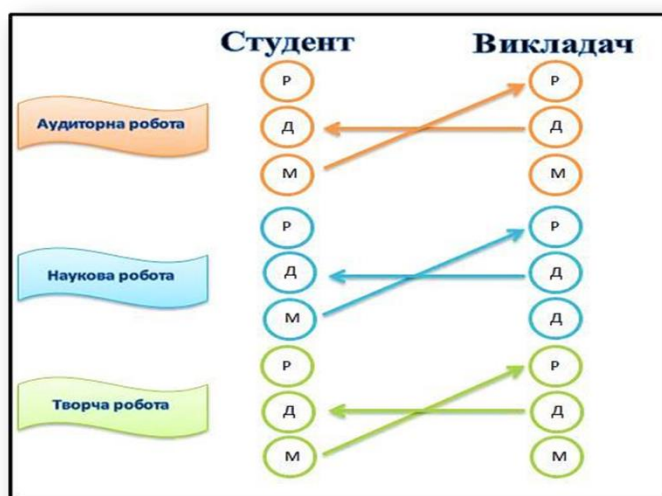 Студент Викладач
Р Р
Аудиторна робота Д Д
М М
Р Р
Наукова робота Д Д
М Д
Р Р
Творча робота Д Д
М М